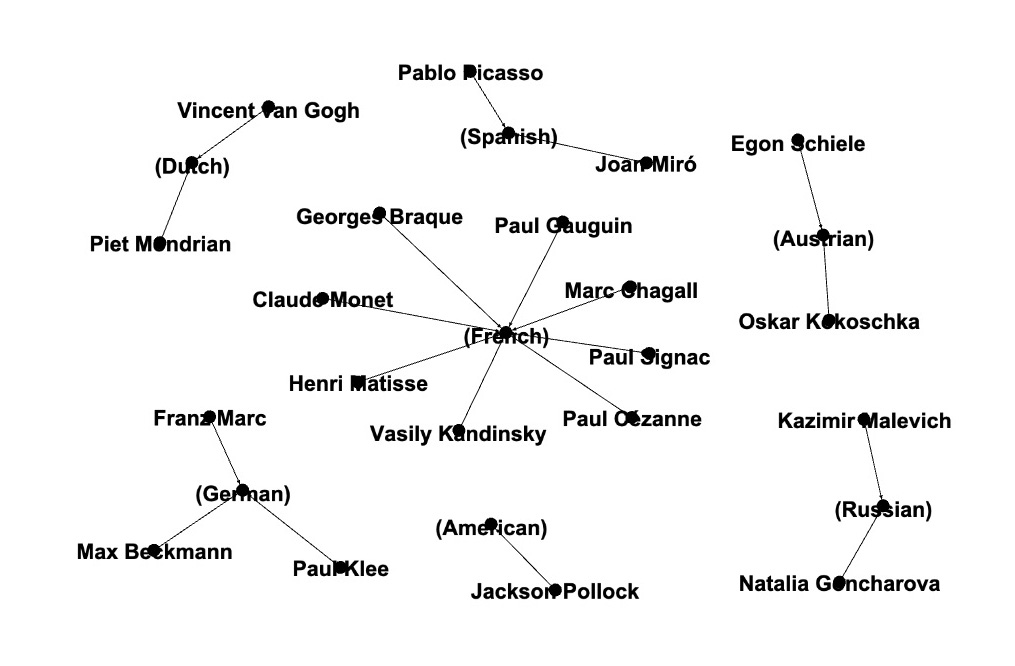 Pablo Picasso
Vincent Van Gogh
(Spanish)
Egon Schiele
(Dutch)
Joan Miró
Georges Braque
Paul Gauguin
(Austrian)
Piet Mondrian
Marc Chagall
Claude Monet
Oskar Kokoschka
(French)
Paul Signac
Henri Matisse
Franz Marc
Paul Cézanne
Kazimir Malevich
Vasily Kandinsky
(German)
(Russian)
(American)
Max Beckmann
Paul Klee
Natalia Goncharova
Jackson Pollock